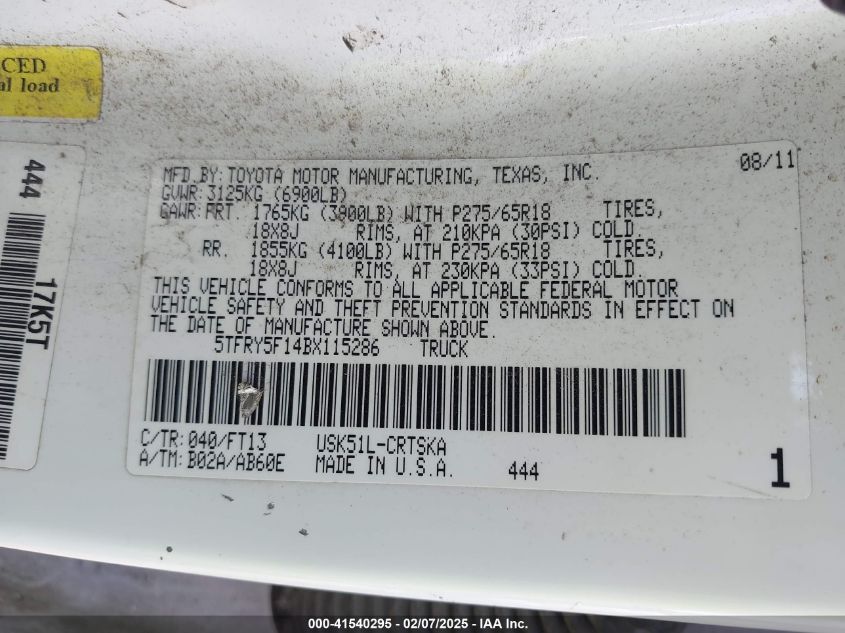 CED
al load
444
17K5T
MFD.BY:TOYOTA MOTOR MANUFACTURING, TEXAS, INC. 08/11
GVWR:3125KG (6900LB)
GAWR:FRT. 1765KG (3900LB) WITH P275/65R18 TIRES,
18X8J RIMS, AT 210KPA (30PSI) COLD.
RR. 1855KG (4100LB) WITH P275/65R18 TIRES,
18X8J RIMS, AT 230KPA (33PSI) COLD.
THIS VEHICLE CONFORMS TO ALL APPLICABLE FEDERAL MOTOR
VEHICLE SAFETY AND THEFT PREVENTION STANDARDS IN EFFECT ON
THE DATE OF MANUFACTURE SHOWN ABOVE.
5TFRY5F14BX115286 TRUCK
C/TR:040/FT13 USK51L-CRTSKA
A/TM:B02A/AB60E MADE IN U.S.A. 444 1
000-41540295 - 02/07/2025 - IAA Inc.